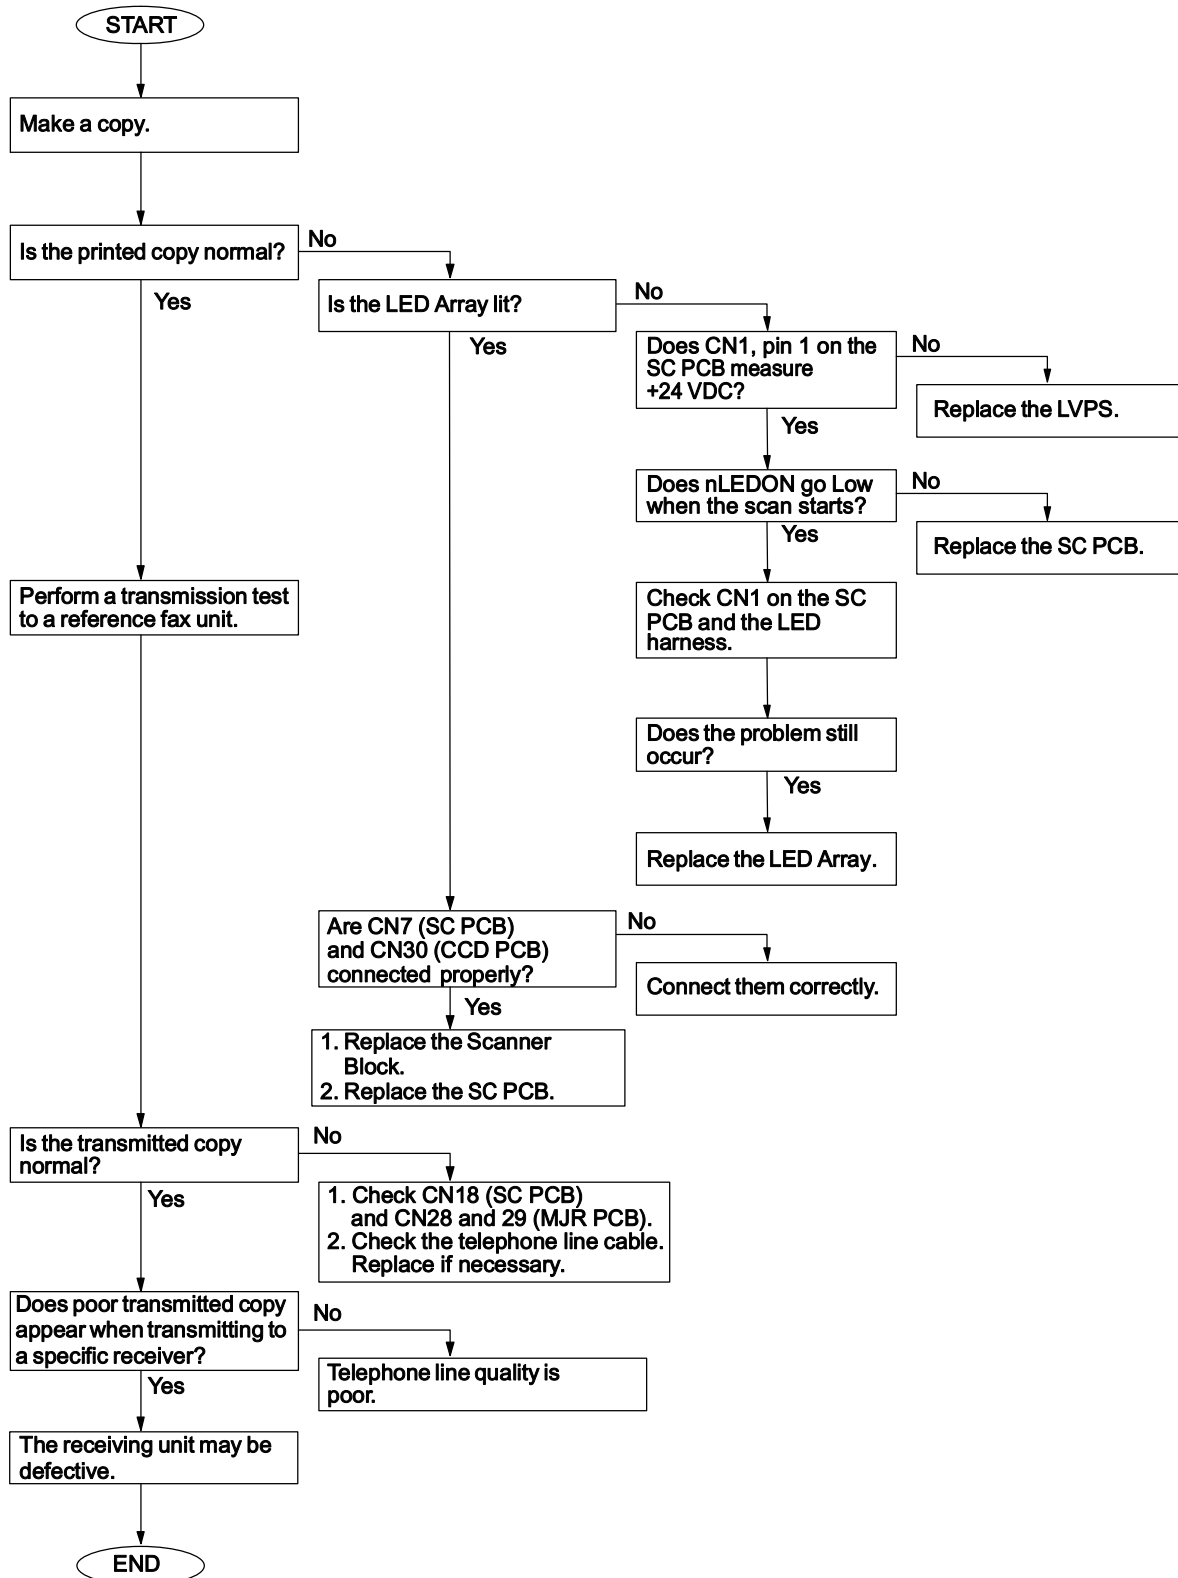 START
Make a copy.
Is the printed copy normal?
No
Yes
Is the LED Array lit?
No
Yes
Does CN1, pin 1 on the
SC PCB measure
+24 VDC?
No
Yes
Replace the LVPS.
Does nLEDON go Low
when the scan starts?
No
Yes
Replace the SC PCB.
Perform a transmission test
to a reference fax unit.
Check CN1 on the SC
PCB and the LED
harness.
Does the problem still
occur?
Yes
Replace the LED Array.
Are CN7 (SC PCB)
and CN30 (CCD PCB)
connected properly?
No
Yes
Connect them correctly.
1. Replace the Scanner
Block.
2. Replace the SC PCB.
Is the transmitted copy
normal?
No
Yes
1. Check CN18 (SC PCB)
and CN28 and 29 (MJR PCB).
2. Check the telephone line cable.
Replace if necessary.
Does poor transmitted copy
appear when transmitting to
a specific receiver?
No
Yes
Telephone line quality is
poor.
The receiving unit may be
defective.
END